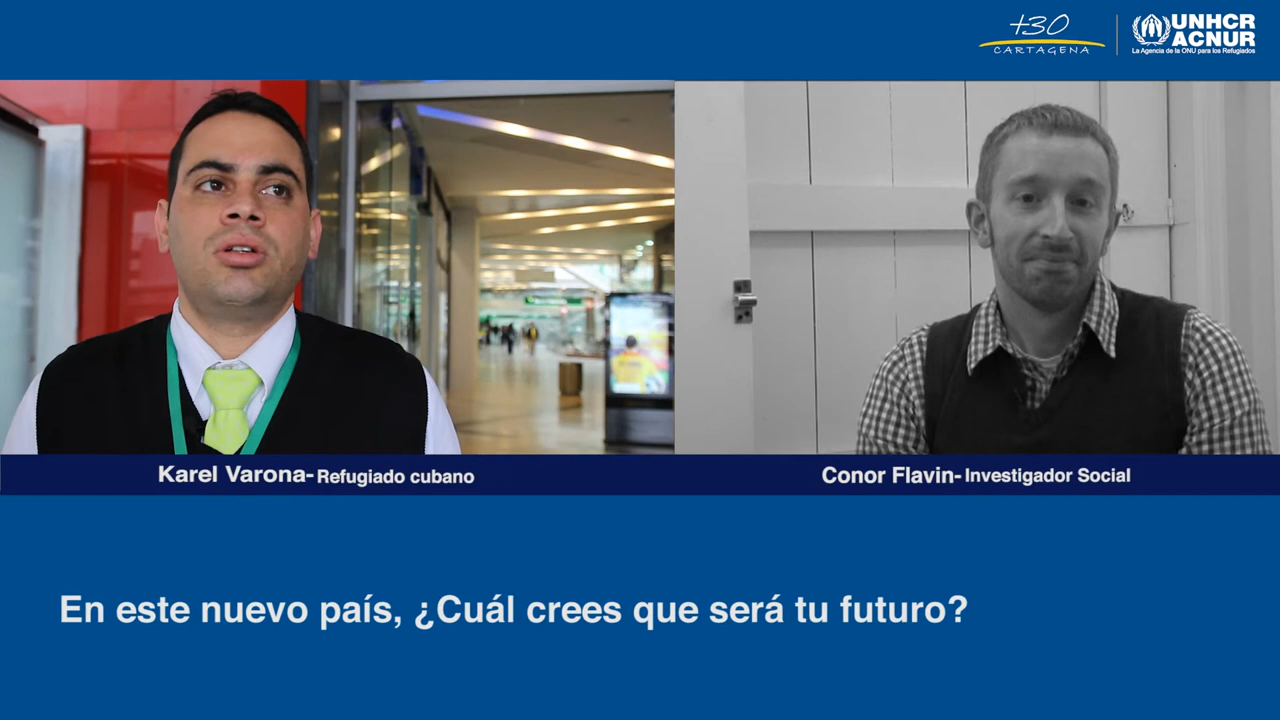 +30
CARTAGENA
UNHCR
ACNUR
La Agencia de la ONU para los Refugiados
Karel Varona- Refugiado cubano
Conor Flavin- Investigador Social
En este nuevo país, ¿Cuál crees que será tu futuro?